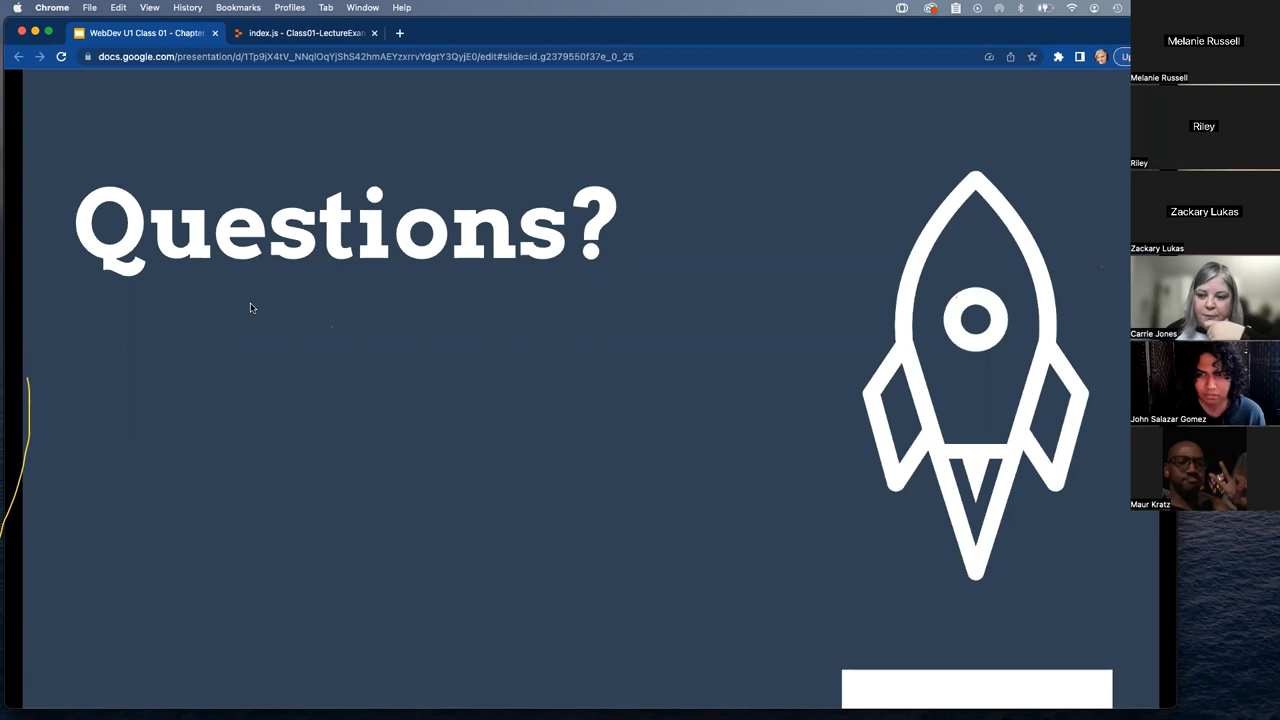 Chrome File Edit View History Bookmarks Profiles Tab Window Help
WebDev U1 Class 01 - Chapter
index.js - Class01-LectureExa
docs.google.com/presentation/d/1Tp9jX4tV_NNqIOqYjShS42hmAEYzxrrvYdgtY3QyjE0/edit#slide=id.g2379550f37e_0_25
Up
Questions?
Melanie Russell
Melanie Russell
Riley
Riley
Zackary Lukas
Zackary Lukas
Carrie Jones
John Salazar Gomez
Maur Kratz